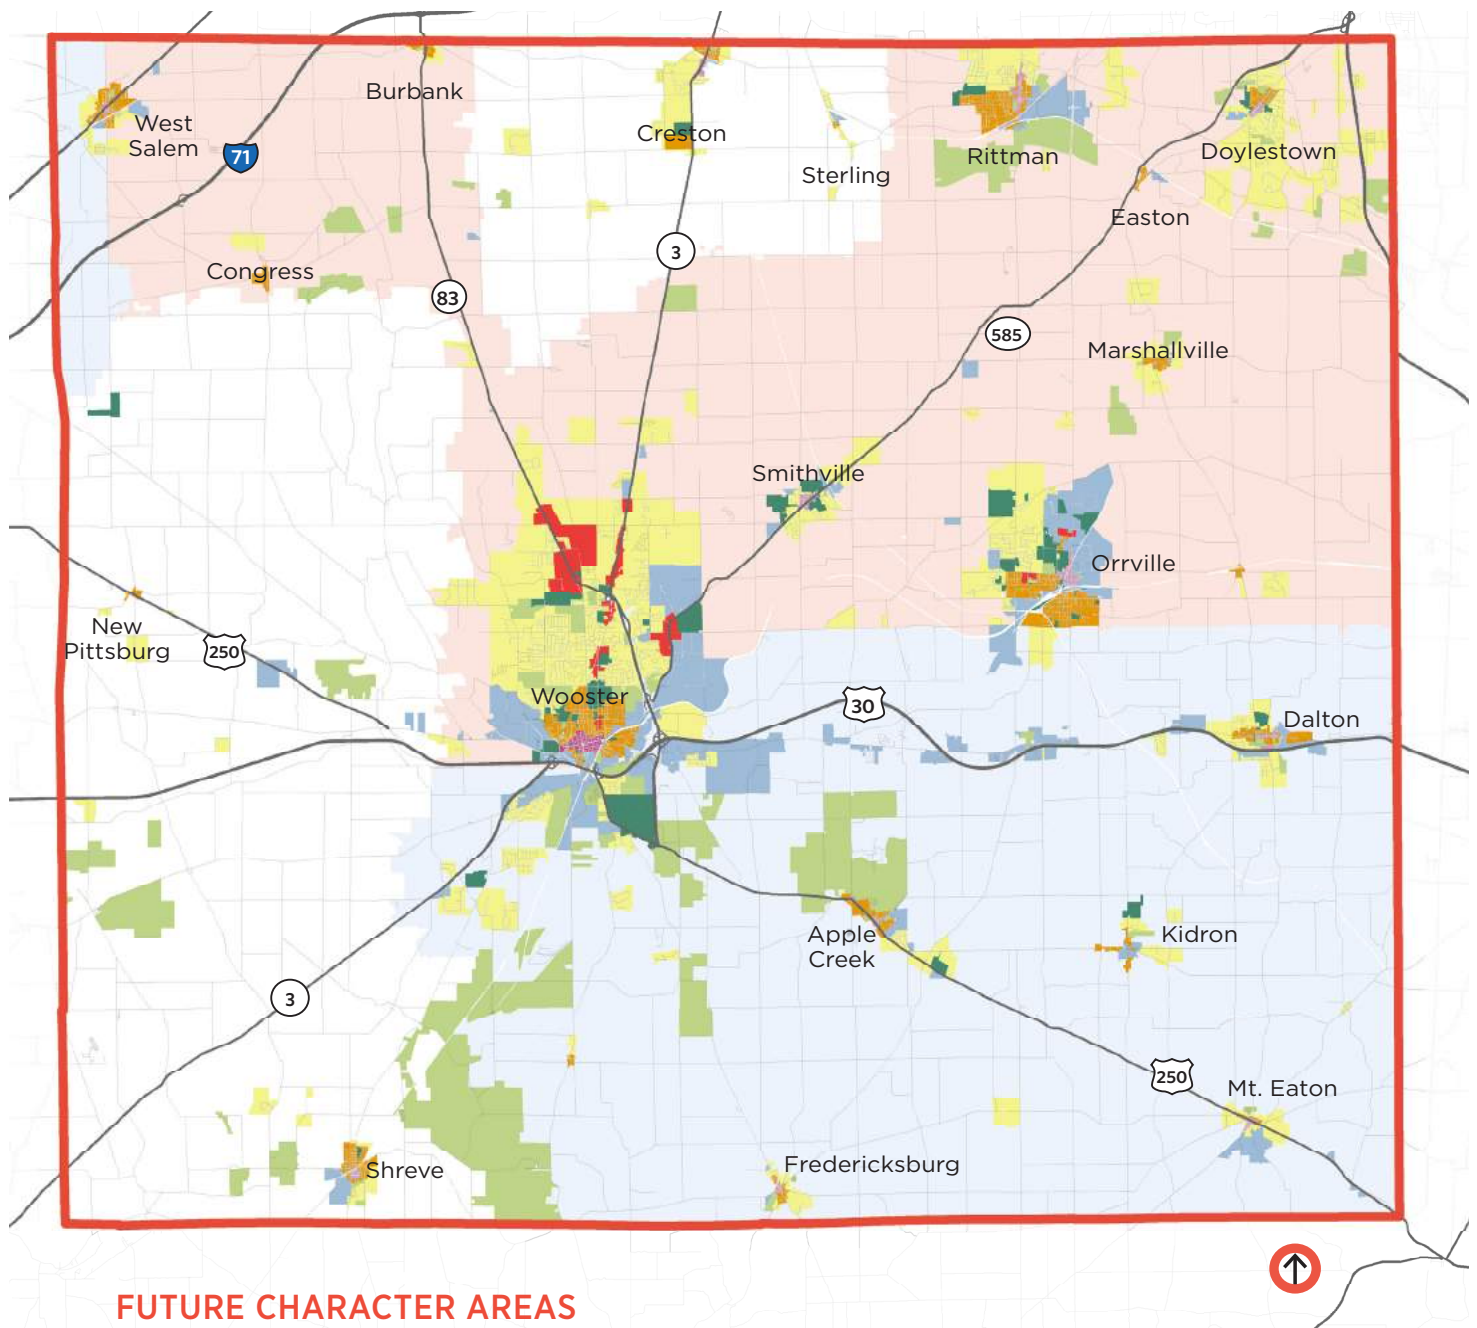 Burbank
West
Salem
71
Creston
Sterling
Rittman
Doylestown
Easton
Congress
3
83
585
Marshallville
Smithville
Orrville
New
Pittsburg
250
Wooster
30
Dalton
Apple
Creek
Kidron
3
250
Mt. Eaton
Shreve
Fredericksburg
FUTURE CHARACTER AREAS